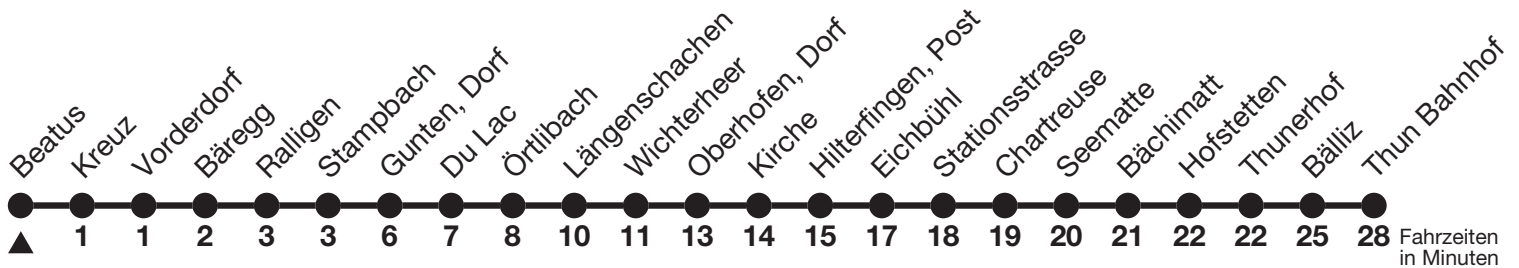 Beatus
Kreuz
Vorderdorf
Bäregg
Ralligen
Stampbach
Gunten, Dorf
Du Lac
Örtlibach
Längenschachen
Wichterheer
Oberhofen, Dorf
Kirche
Hilterfingen, Post
Eichbühl
Stationsstrasse
Chartreuse
Seematte
Bächimatt
Hofstetten
Thunerhof
Bälliz
Thun Bahnhof
1 1 2 3 3 6 7 8 10 11 13 14 15 17 18 19 20 21 22 22 25 28 Fahrzeiten
in Minuten